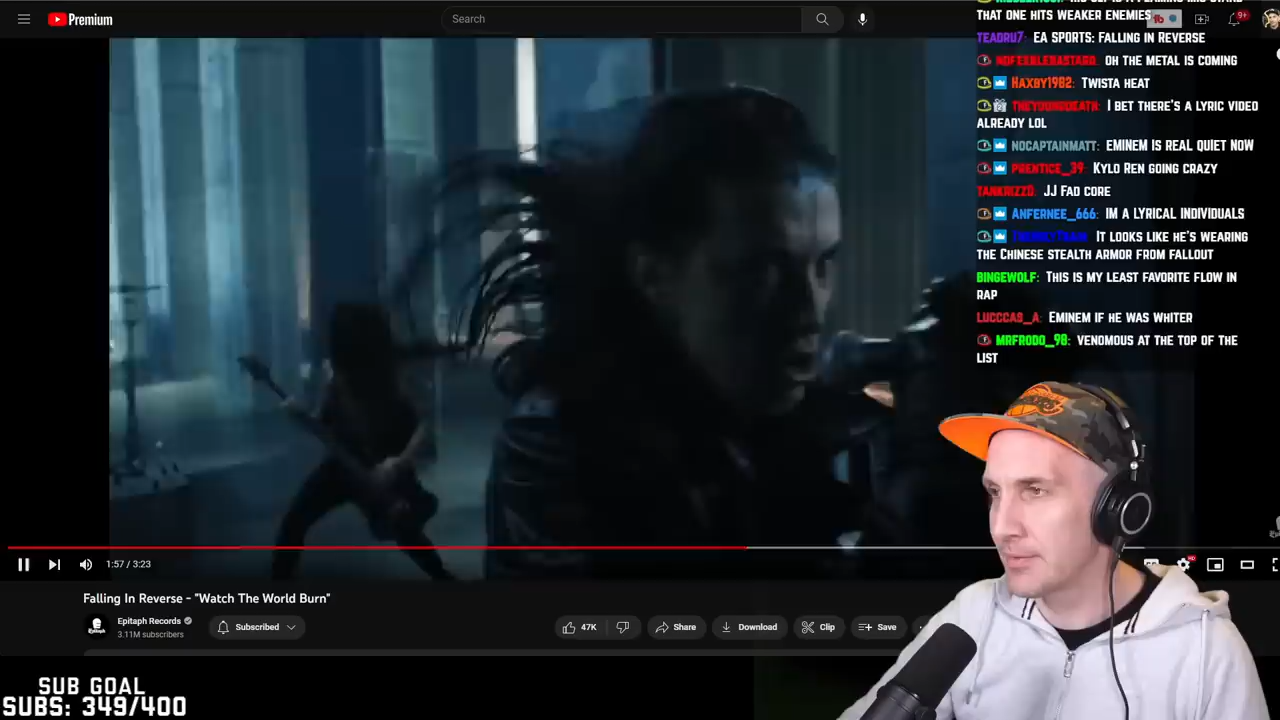 Premium
Search
9+
THAT ONE HITS WEAKER ENEMIES
TEADRU7: EA SPORTS: FALLING IN REVERSE
OH THE METAL IS COMING
HAXBY1982: TWISTA HEAT
THEYOUNGDEATH: I BET THERE'S A LYRIC VIDEO
ALREADY LOL
NOCAPTAINMATT: EMINEM IS REAL QUIET NOW
PRENTICE_39: KYLO REN GOING CRAZY
TANKRIZZO: JJ FAD CORE
ANFERNEE_666: IM A LYRICAL INDIVIDUALS
IT LOOKS LIKE HE'S WEARING
THE CHINESE STEALTH ARMOR FROM FALLOUT
BINGEWOLF: THIS IS MY LEAST FAVORITE FLOW IN
RAP
LUCCCAS_A: EMINEM IF HE WAS WHITER
MRFRODO_98: VENOMOUS AT THE TOP OF THE
LIST
1:57 / 3:23
HD
Falling In Reverse - "Watch The World Burn"
Epitaph Records
3.11M subscribers
Subscribed
47K
Share
Download
Clip
Save
SUB GOAL
SUBS: 349/400